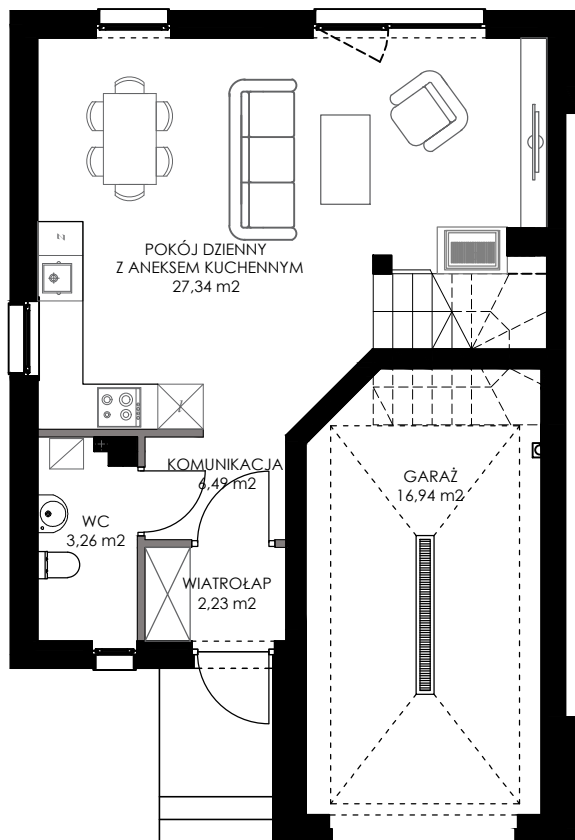 POKÓJ DZIENNY
Z ANEKSEM KUCHENNYM
27,34 m2
KOMUNIKACJA
6,49 m2
GARAŻ
16,94 m2
WC
3,26 m2
WIATROŁAP
2,23 m2